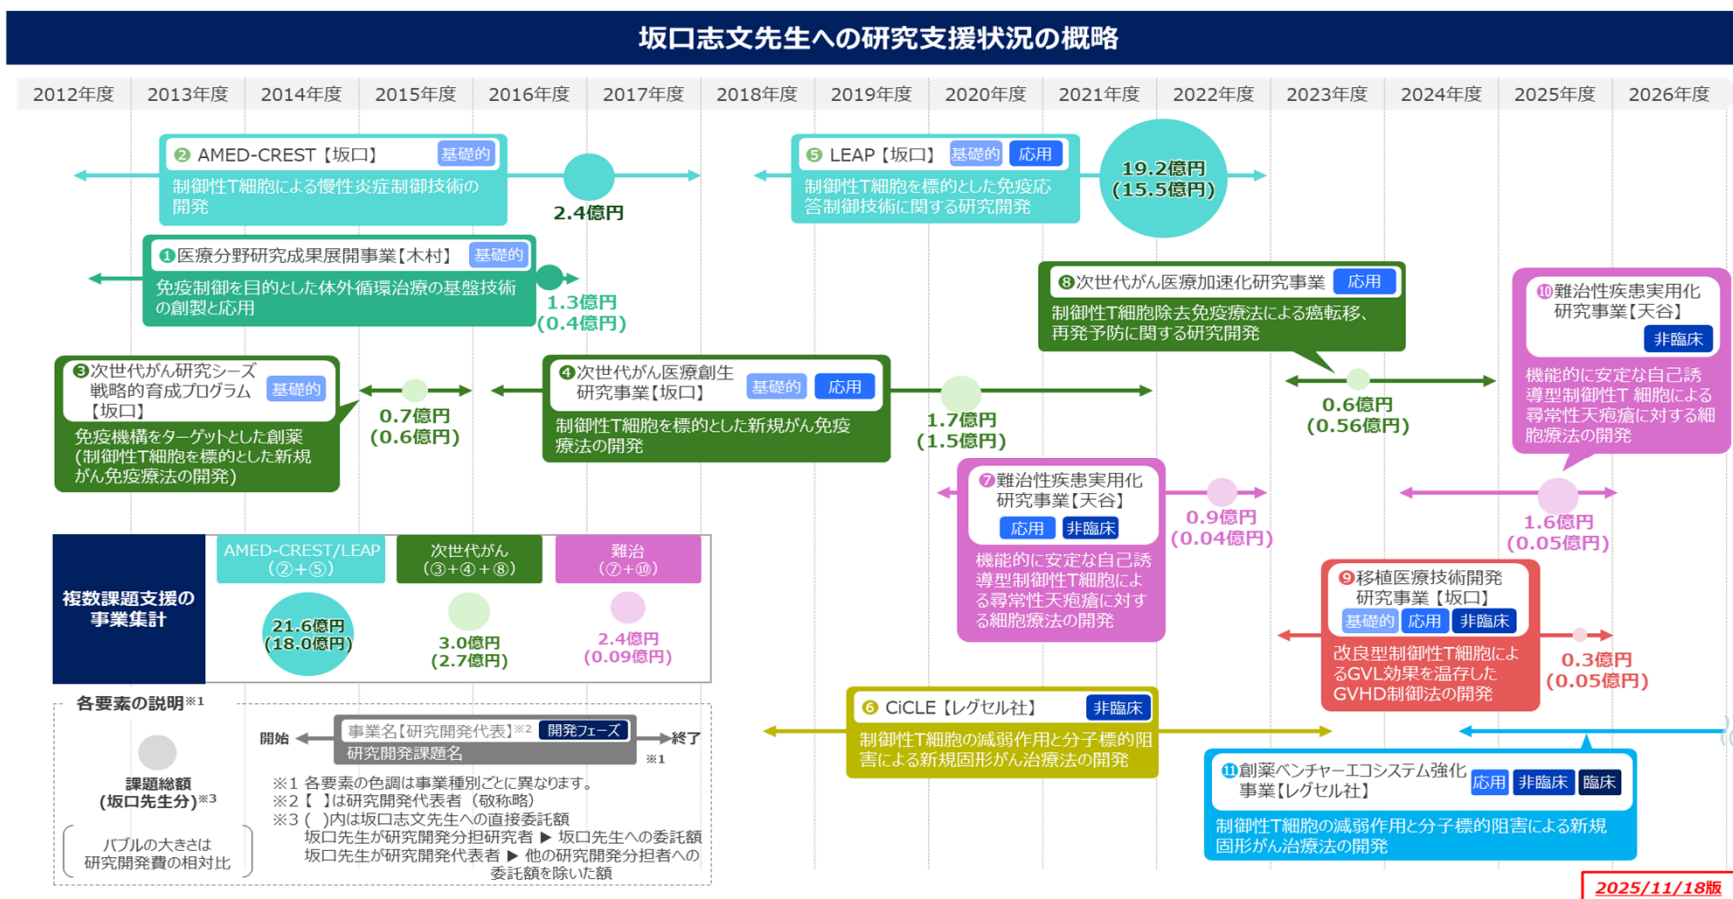 坂口志文先生への研究支援状況の概略
2012年度 2013年度 2014年度 2015年度 2016年度 2017年度 2018年度 2019年度 2020年度 2021年度 2022年度 2023年度 2024年度 2025年度 2026年度
❷ AMED-CREST【坂口】 基礎的
制御性T細胞による慢性炎症制御技術の
開発
2.4億円
❺ LEAP【坂口】 基礎的 応用
制御性T細胞を標的とした免疫応
答制御技術に関する研究開発
19.2億円
(15.5億円)
❶医療分野研究成果展開事業【木村】 基礎的
免疫制御を目的とした体外循環治療の基盤技術
の創製と応用
1.3億円
(0.4億円)
❽次世代がん医療加速化研究事業 応用
制御性T細胞除去免疫療法による癌転移、
再発予防に関する研究開発
0.6億円
(0.56億円)
❿難治性疾患実用化
研究事業【天谷】
非臨床
機能的に安定な自己誘
導型制御性T 細胞による
尋常性天疱瘡に対する細
胞療法の開発
1.6億円
(0.05億円)
❸次世代がん研究シーズ
戦略的育成プログラム
【坂口】
基礎的
免疫機構をターゲットとした創薬
(制御性T細胞を標的とした新規
がん免疫療法の開発)
0.7億円
(0.6億円)
❹次世代がん医療創生
研究事業【坂口】
基礎的 応用
制御性T細胞を標的とした新規がん免疫
療法の開発
1.7億円
(1.5億円)
❼難治性疾患実用化
研究事業【天谷】
応用 非臨床
機能的に安定な自己誘
導型制御性T細胞によ
る尋常性天疱瘡に対す
る細胞療法の開発
0.9億円
(0.04億円)
❾移植医療技術開発
研究事業【坂口】
基礎的 応用 非臨床
改良型制御性T細胞によ
るGVL効果を温存した
GVHD制御法の開発
0.3億円
(0.05億円)
複数課題支援の
事業集計
AMED-CREST/LEAP
(②+⑤)
21.6億円
(18.0億円)
次世代がん
(③+④+⑧)
3.0億円
(2.7億円)
難治
(⑦+⑩)
2.4億円
(0.09億円)
❻ CiCLE【レグセル社】 非臨床
制御性T細胞の減弱作用と分子標的阻
害による新規固形がん治療法の開発
⓫創薬ベンチャーエコシステム強化
事業【レグセル社】
応用 非臨床 臨床
制御性T細胞の減弱作用と分子標的阻害による新規
固形がん治療法の開発
各要素の説明※1
課題総額
(坂口先生分)※3
バブルの大きさは
研究開発費の相対比
開始
事業名【研究開発代表】※2 開発フェーズ
研究開発課題名
終了
※1
※1 各要素の色調は事業種別ごとに異なります。
※2【 】は研究開発代表者（敬称略）
※3 ( )内は坂口志文先生への直接委託額
坂口先生が研究開発分担研究者 ▶ 坂口先生への委託額
坂口先生が研究開発代表者 ▶ 他の研究開発分担者への
委託額を除いた額
2025/11/18版